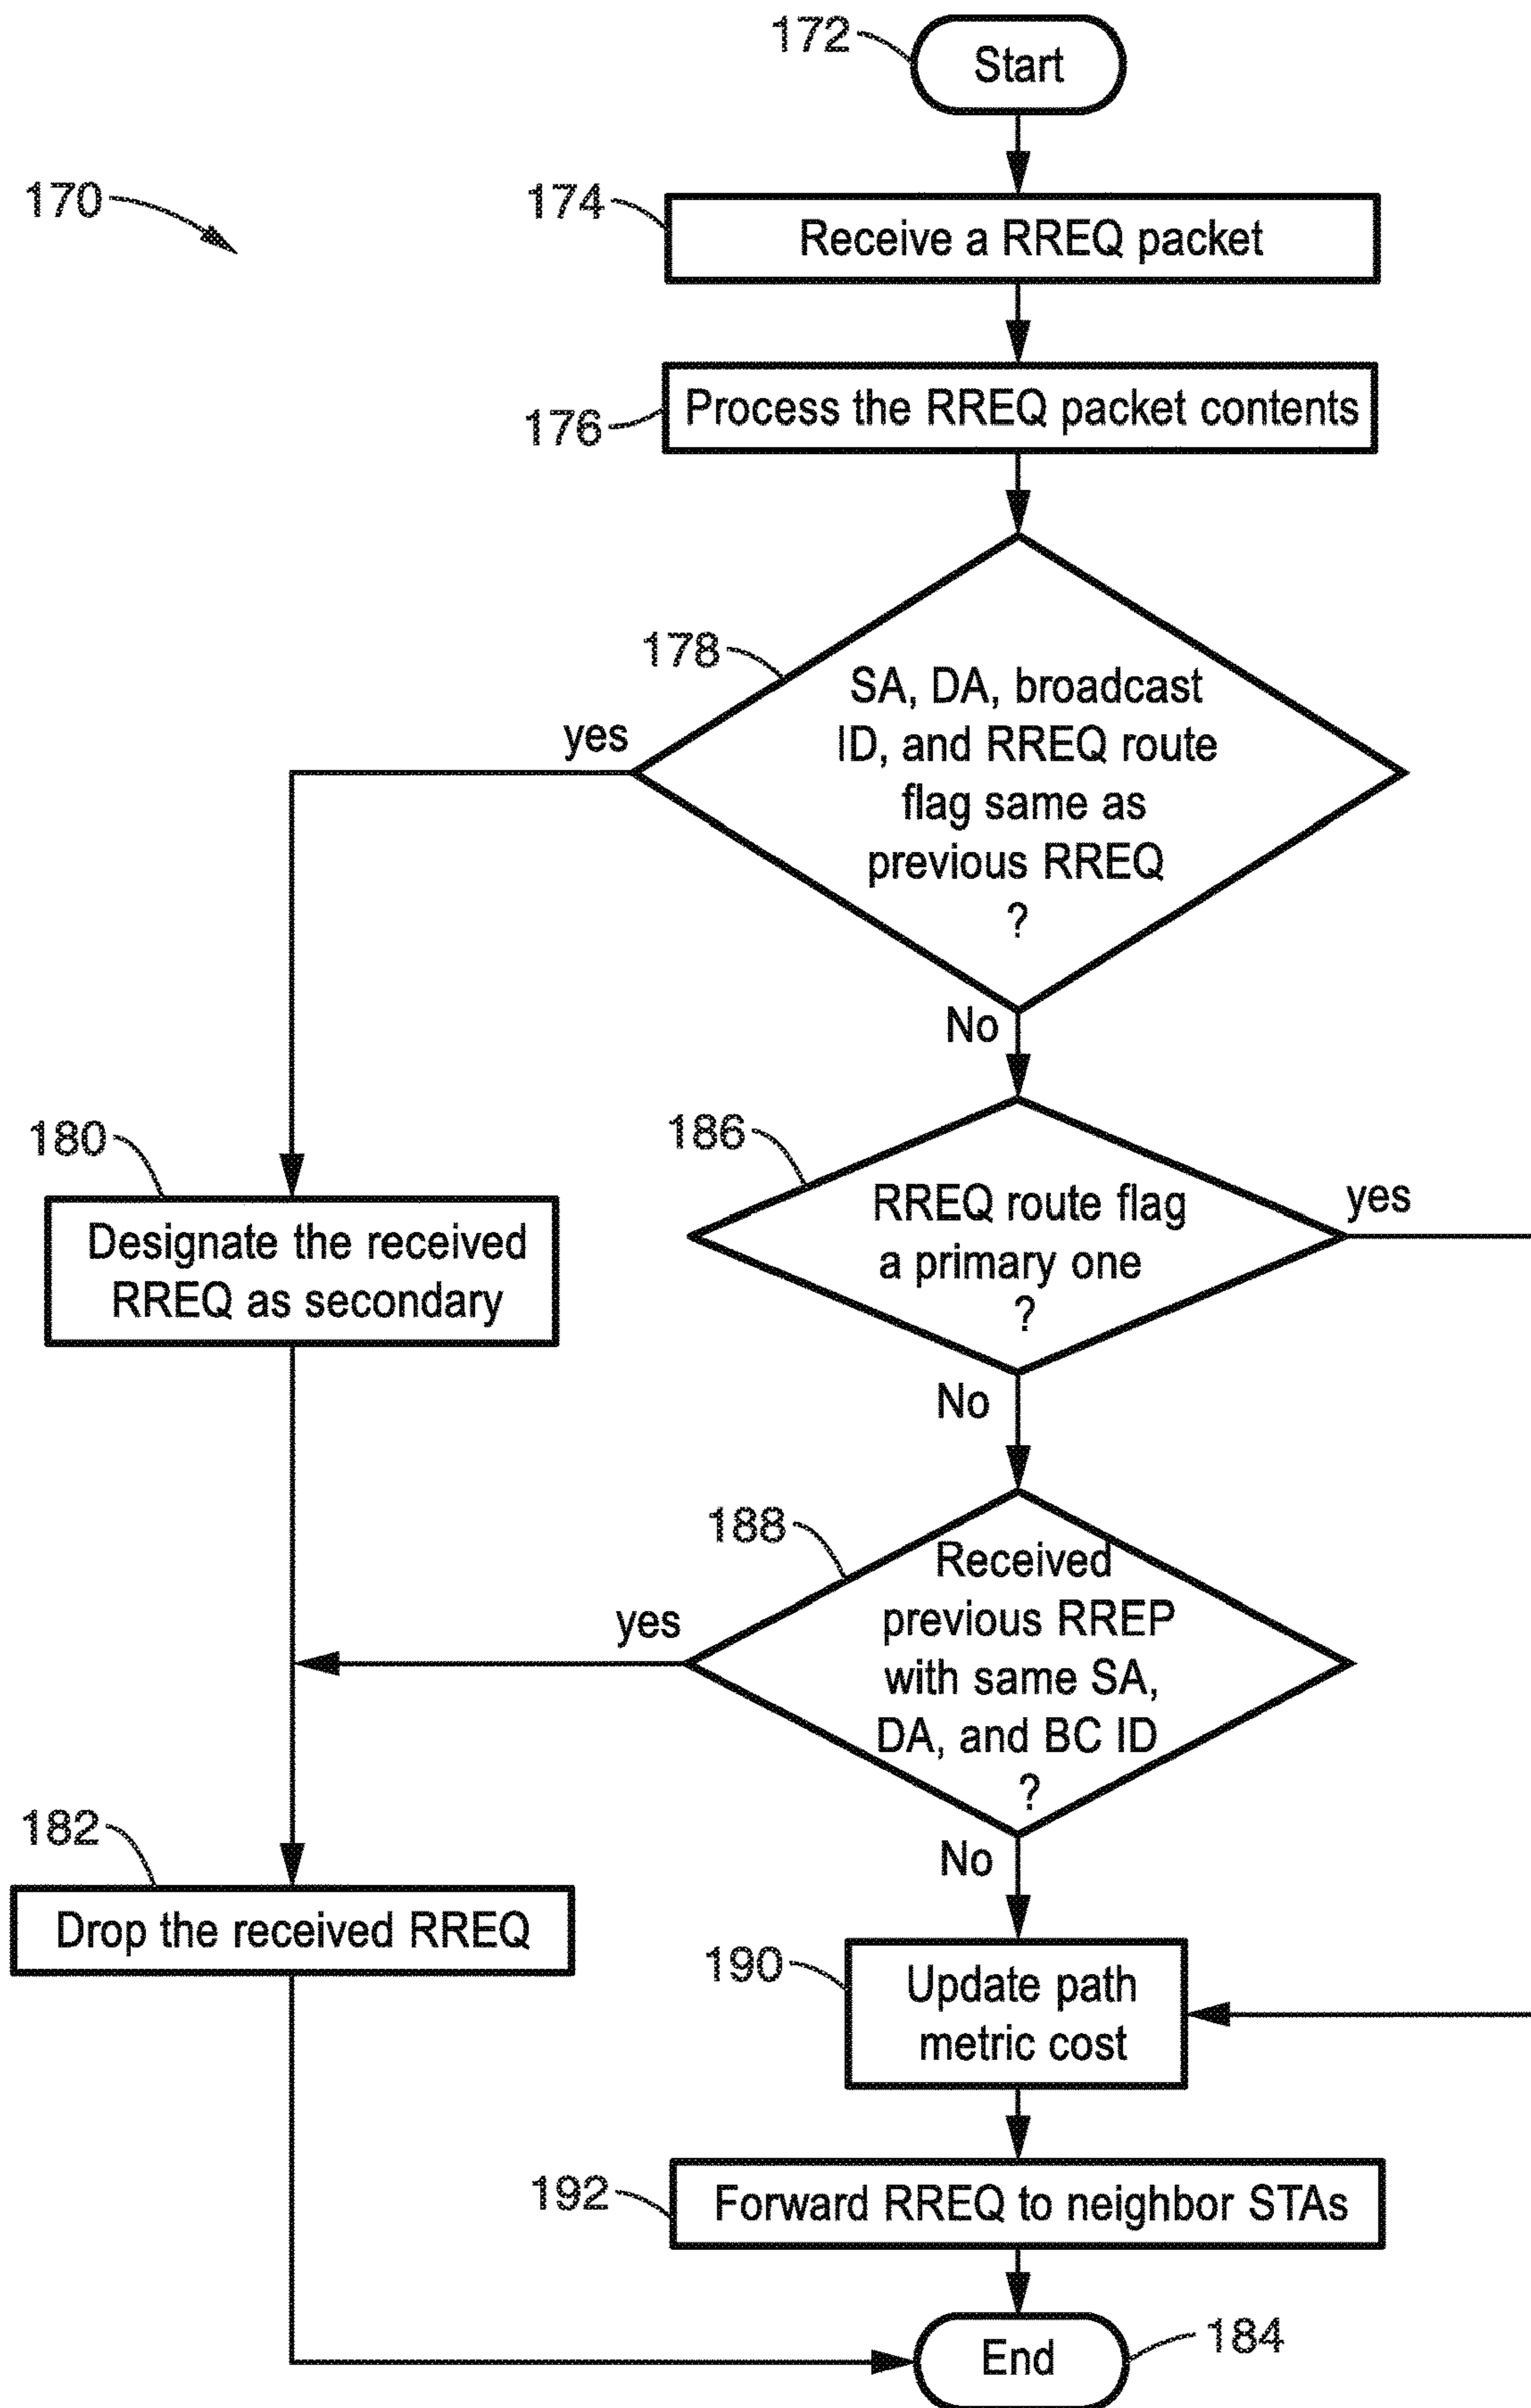 172
Start
170
174
Receive a RREQ packet
176
Process the RREQ packet contents
178
SA, DA, broadcast
ID, and RREQ route
flag same as
previous RREQ
?
yes
No
180
Designate the received
RREQ as secondary
186
RREQ route flag
a primary one
?
yes
No
188
Received
previous RREP
with same SA,
DA, and BC ID
?
yes
No
182
Drop the received RREQ
190
Update path
metric cost
192
Forward RREQ to neighbor STAs
End
184